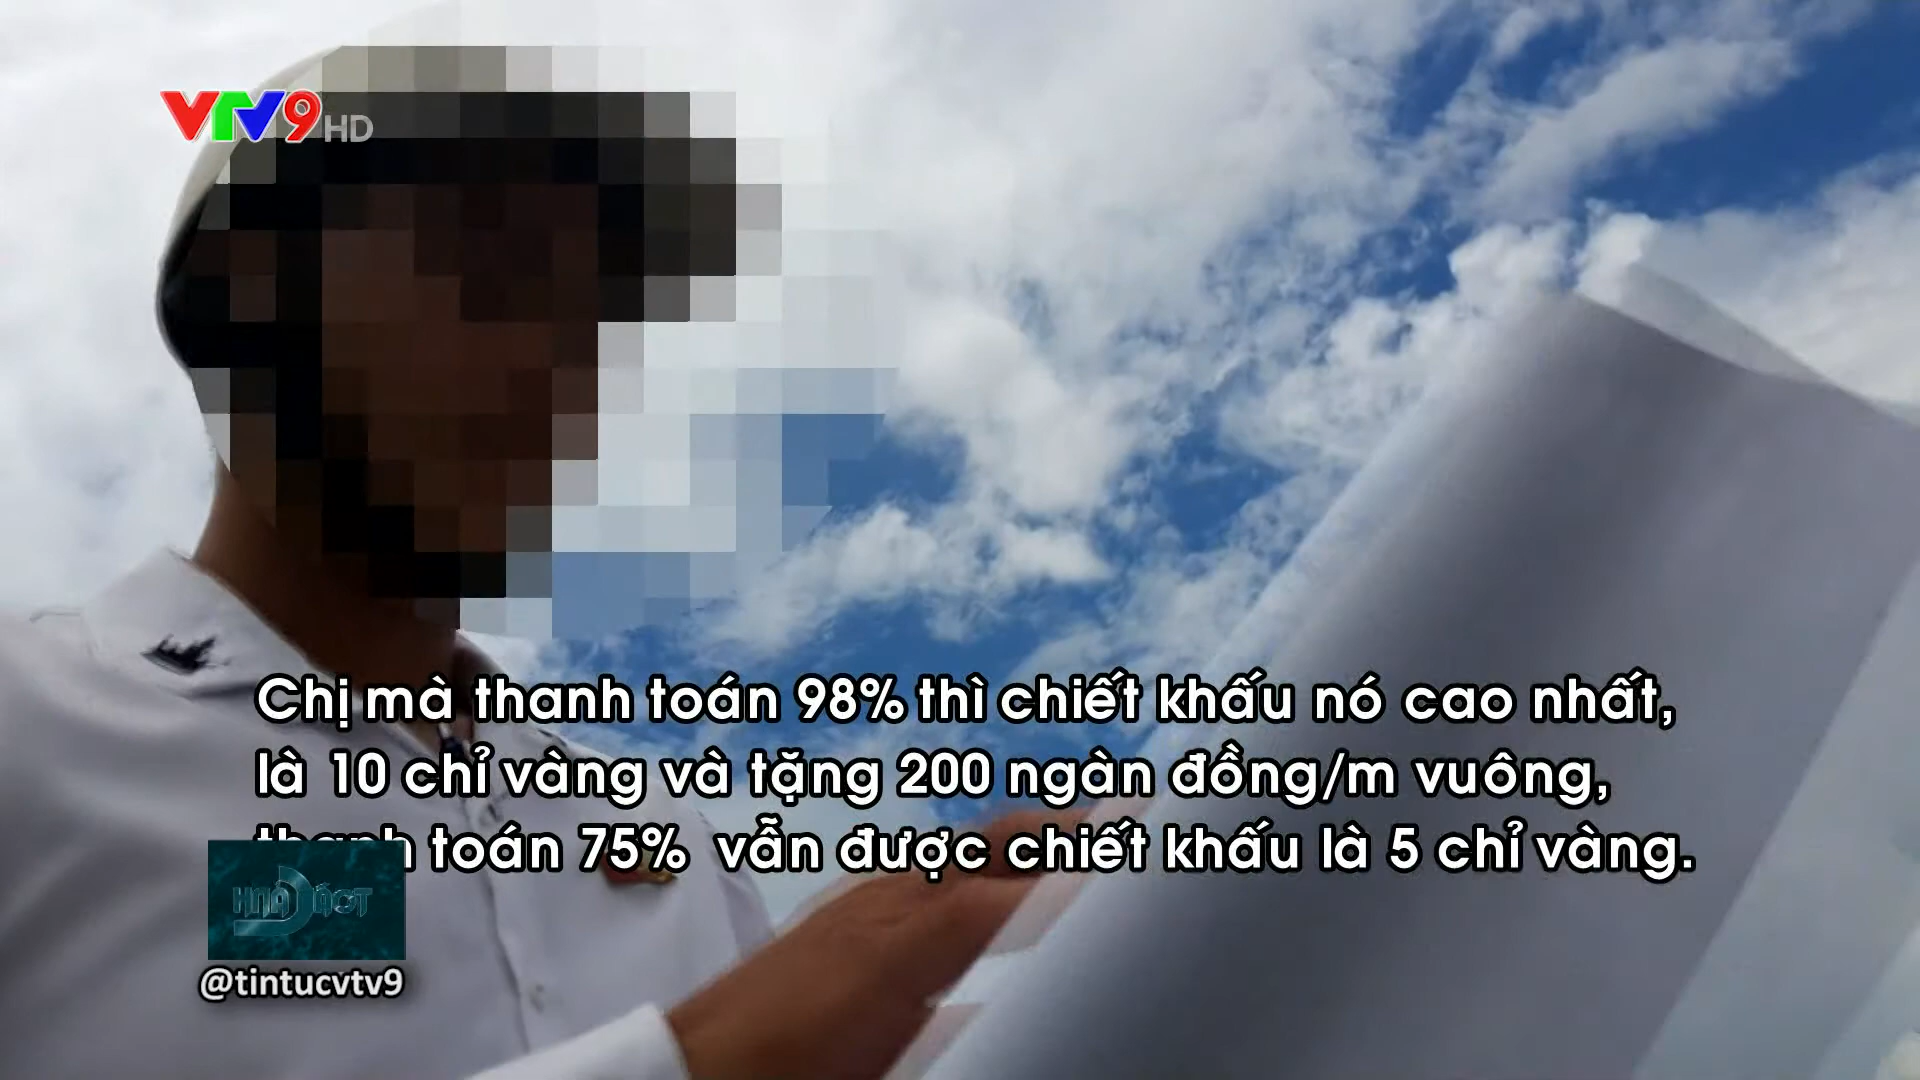 VTV9 HD
Chị mà thanh toán 98% thì chiết khấu nó cao nhất,
là 10 chỉ vàng và tặng 200 ngàn đồng/m vuông,
thanh toán 75% vẫn được chiết khấu là 5 chỉ vàng.
@tintucvtv9